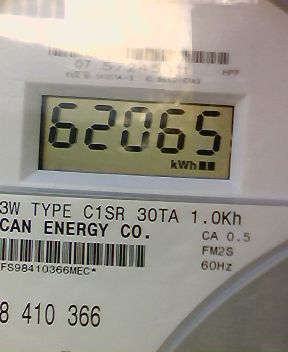 62065
kWh
3W TYPE C1SR 30TA 1.0Kh
CAN ENERGY CO.
CA 0.5
FM2S
60Hz
FS98410366MEC*
8 410 366